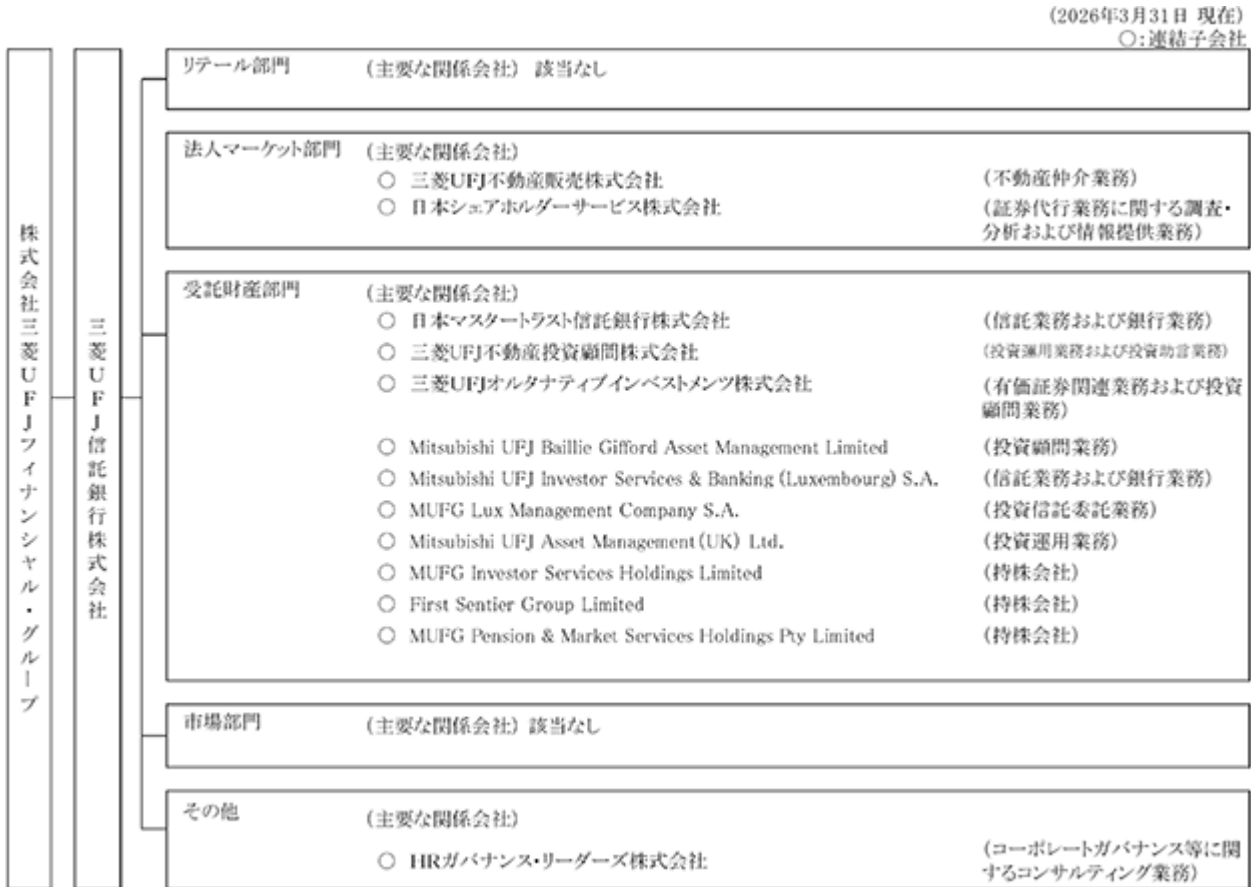 (2026年3月31日 現在)
○:連結子会社
株式会社三菱UFJフィナンシャル・グループ
三菱UFJ信託銀行株式会社
リテール部門 (主要な関係会社) 該当なし
法人マーケット部門 (主要な関係会社)
○ 三菱UFJ不動産販売株式会社 (不動産仲介業務)
○ 日本シェアホルダーサービス株式会社 (証券代行業務に関する調査・
分析および情報提供業務)
受託財産部門 (主要な関係会社)
○ 日本マスタートラスト信託銀行株式会社 (信託業務および銀行業務)
○ 三菱UFJ不動産投資顧問株式会社 (投資運用業務および投資助言業務)
○ 三菱UFJオルタナティブインベストメンツ株式会社 (有価証券関連業務および投資
顧問業務)
○ Mitsubishi UFJ Baillie Gifford Asset Management Limited (投資顧問業務)
○ Mitsubishi UFJ Investor Services & Banking (Luxembourg) S.A. (信託業務および銀行業務)
○ MUFG Lux Management Company S.A. (投資信託委託業務)
○ Mitsubishi UFJ Asset Management (UK) Ltd. (投資運用業務)
○ MUFG Investor Services Holdings Limited (持株会社)
○ First Sentier Group Limited (持株会社)
○ MUFG Pension & Market Services Holdings Pty Limited (持株会社)
市場部門 (主要な関係会社) 該当なし
その他 (主要な関係会社)
○ HRガバナンス・リーダーズ株式会社 (コーポレートガバナンス等に関
するコンサルティング業務)